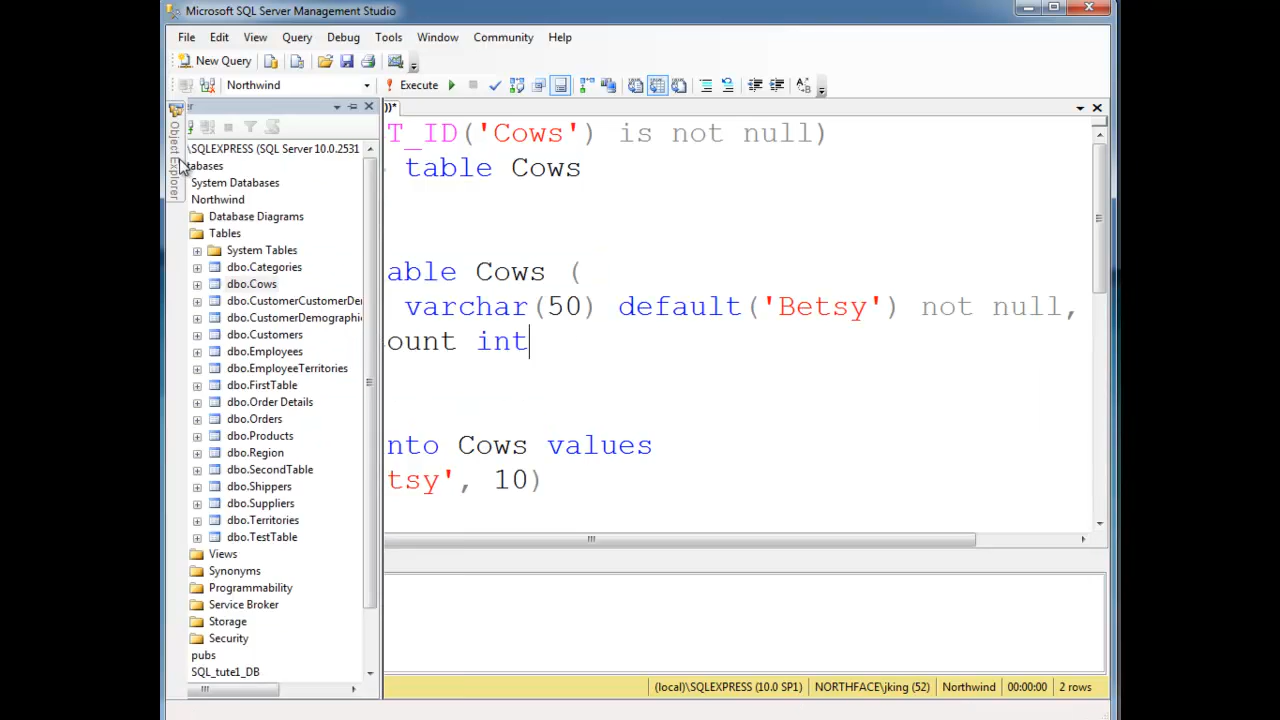 Microsoft SQL Server Management Studio
File Edit View Query Debug Tools Window Community Help
New Query
Northwind
Execute
Object Explorer
er
))*
\SQLEXPRESS (SQL Server 10.0.2531
tabases
System Databases
Northwind
Database Diagrams
Tables
System Tables
dbo.Categories
dbo.Cows
dbo.CustomerCustomerDe
dbo.CustomerDemographi
dbo.Customers
dbo.Employees
dbo.EmployeeTerritories
dbo.FirstTable
dbo.Order Details
dbo.Orders
dbo.Products
dbo.Region
dbo.SecondTable
dbo.Shippers
dbo.Suppliers
dbo.Territories
dbo.TestTable
Views
Synonyms
Programmability
Service Broker
Storage
Security
pubs
SQL_tute1_DB
T_ID('Cows') is not null)
table Cows
able Cows (
varchar(50) default('Betsy') not null,
ount int
nto Cows values
tsy', 10)
(local)\SQLEXPRESS (10.0 SP1) NORTHFACE\jking (52) Northwind 00:00:00 2 rows